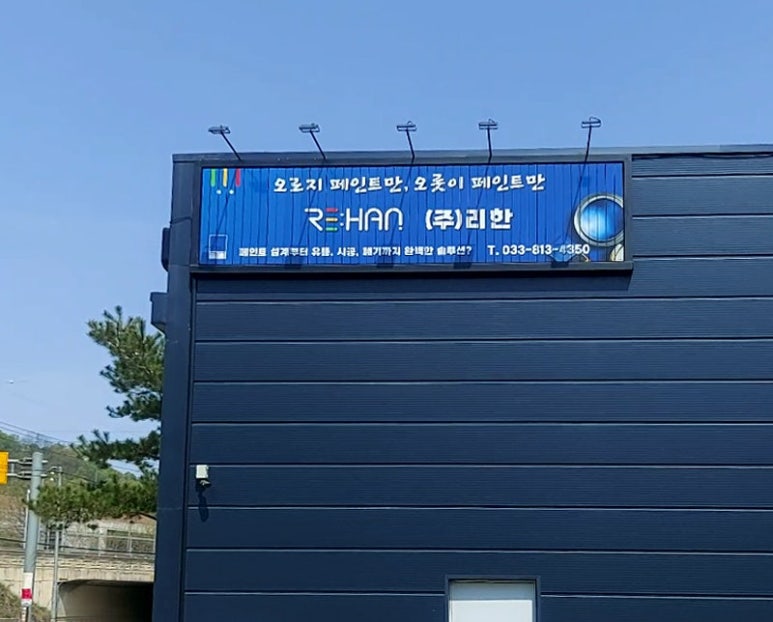 오로지 페인트만, 오롯이 페인트만
RE:HAN (주)리한
페인트 설계부터 유통, 시공, 폐기까지 완벽한 솔루션? T. 033-813-4350